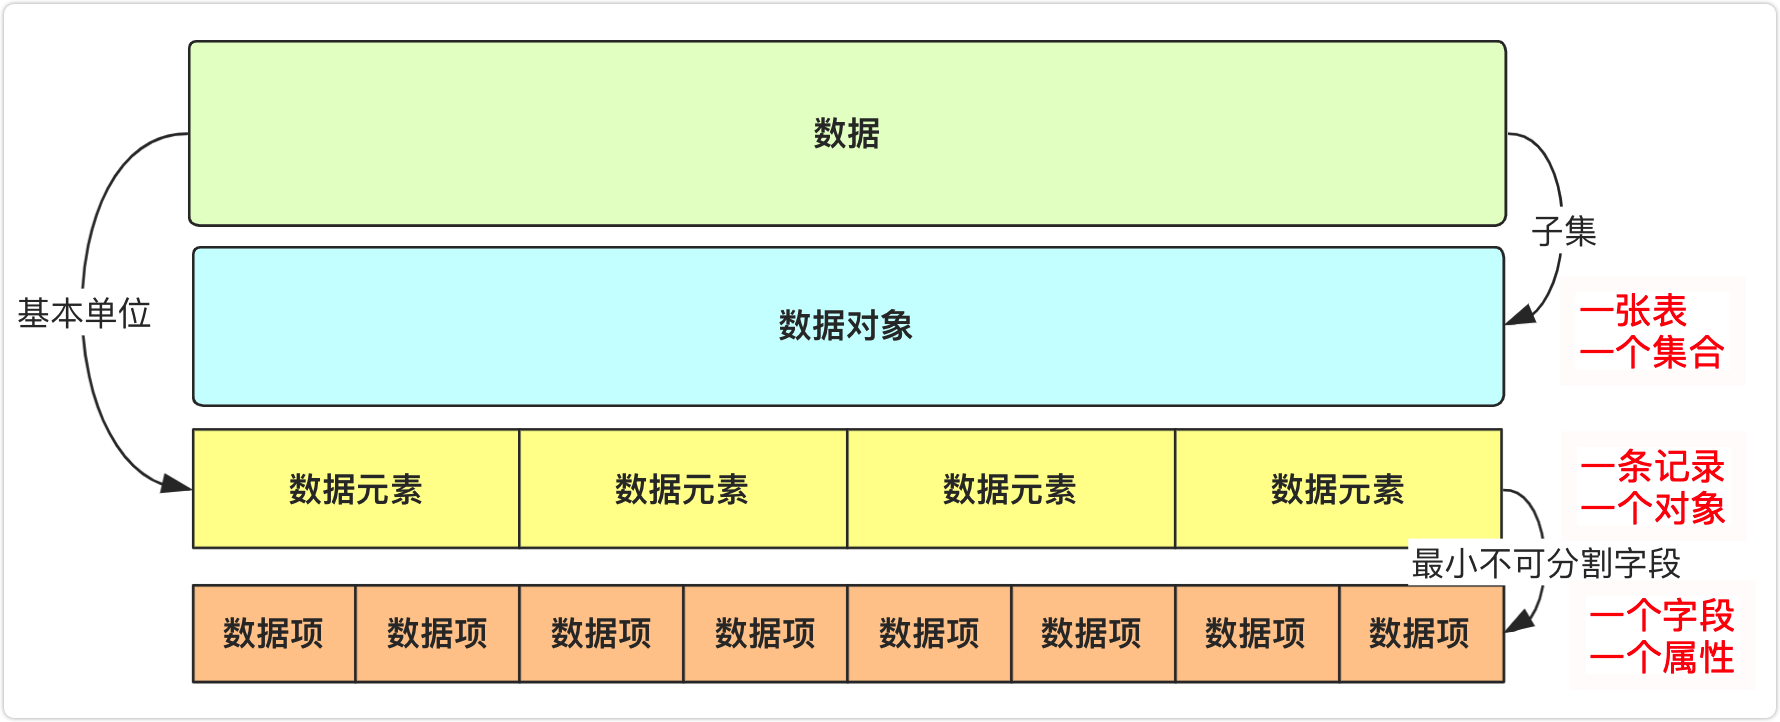 数据
子集
基本单位
数据对象
一张表
一个集合
数据元素 数据元素 数据元素 数据元素
一条记录
一个对象
最小不可分割字段
数据项 数据项 数据项 数据项 数据项 数据项 数据项 数据项
一个字段
一个属性